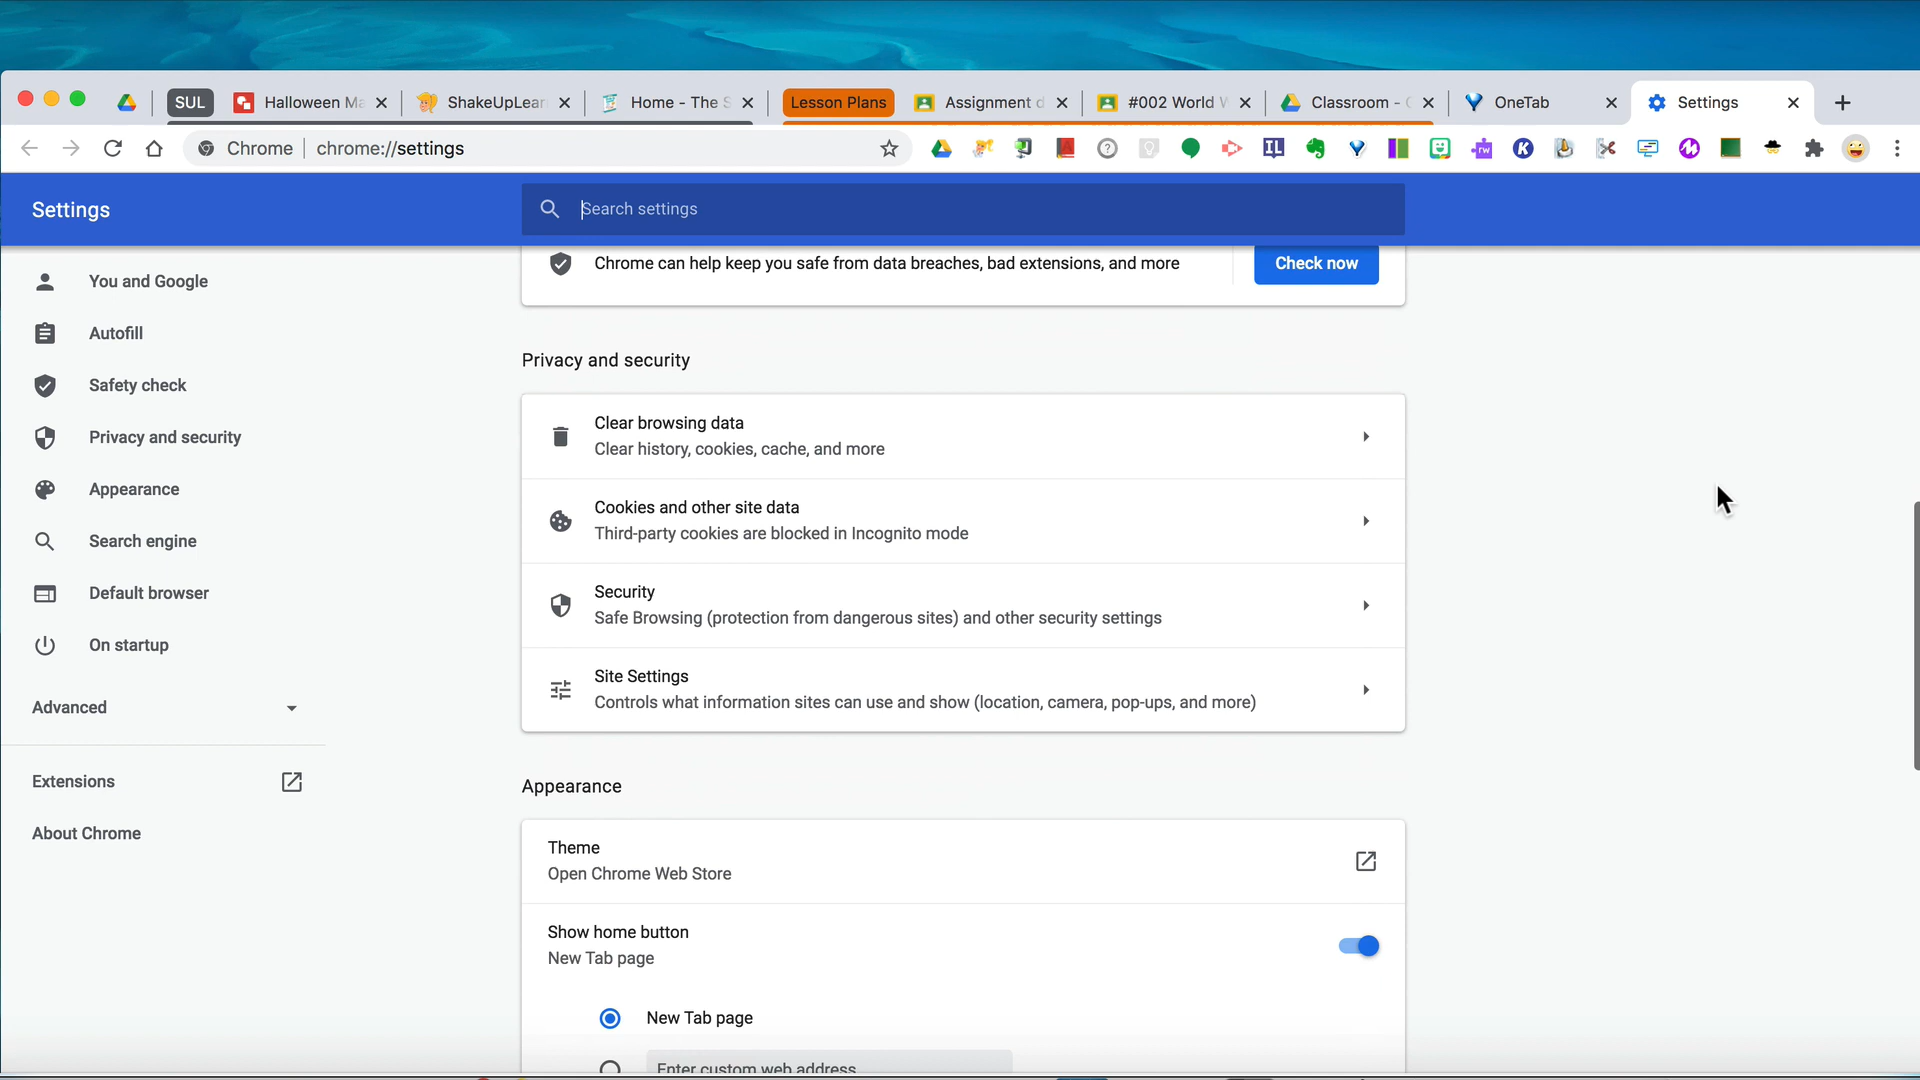 SUL
Halloween Ma
ShakeUpLear
Home - The S
Lesson Plans
Assignment d
#002 World W
Classroom -
OneTab
Settings
Chrome
chrome://settings
Settings
Search settings
Chrome can help keep you safe from data breaches, bad extensions, and more
Check now
You and Google
Autofill
Safety check
Privacy and security
Appearance
Search engine
Default browser
On startup
Advanced
Extensions
About Chrome
Privacy and security
Clear browsing data
Clear history, cookies, cache, and more
Cookies and other site data
Third-party cookies are blocked in Incognito mode
Security
Safe Browsing (protection from dangerous sites) and other security settings
Site Settings
Controls what information sites can use and show (location, camera, pop-ups, and more)
Appearance
Theme
Open Chrome Web Store
Show home button
New Tab page
New Tab page
Enter custom web address